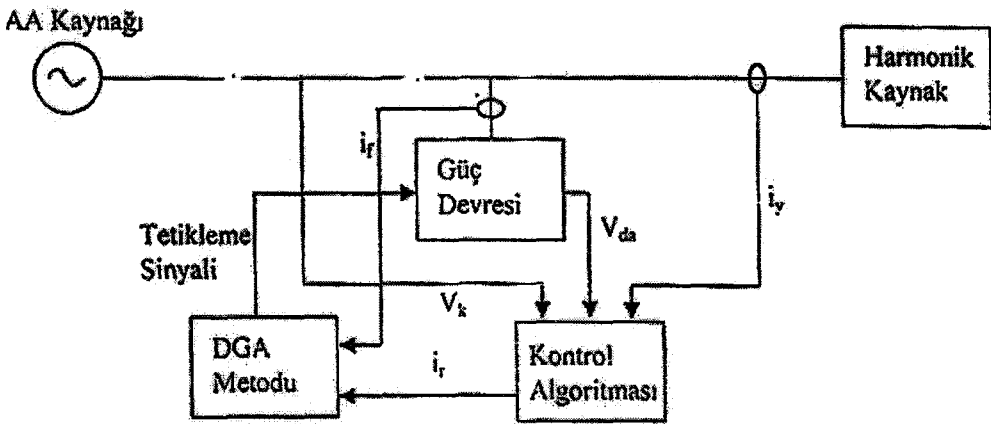 AA Kaynağı
Harmonik
Kaynak
i_f
Güç
Devresi
i_y
V_da
Tetikleme
Sinyali
V_k
DGA
Metodu
i_r
Kontrol
Algoritması